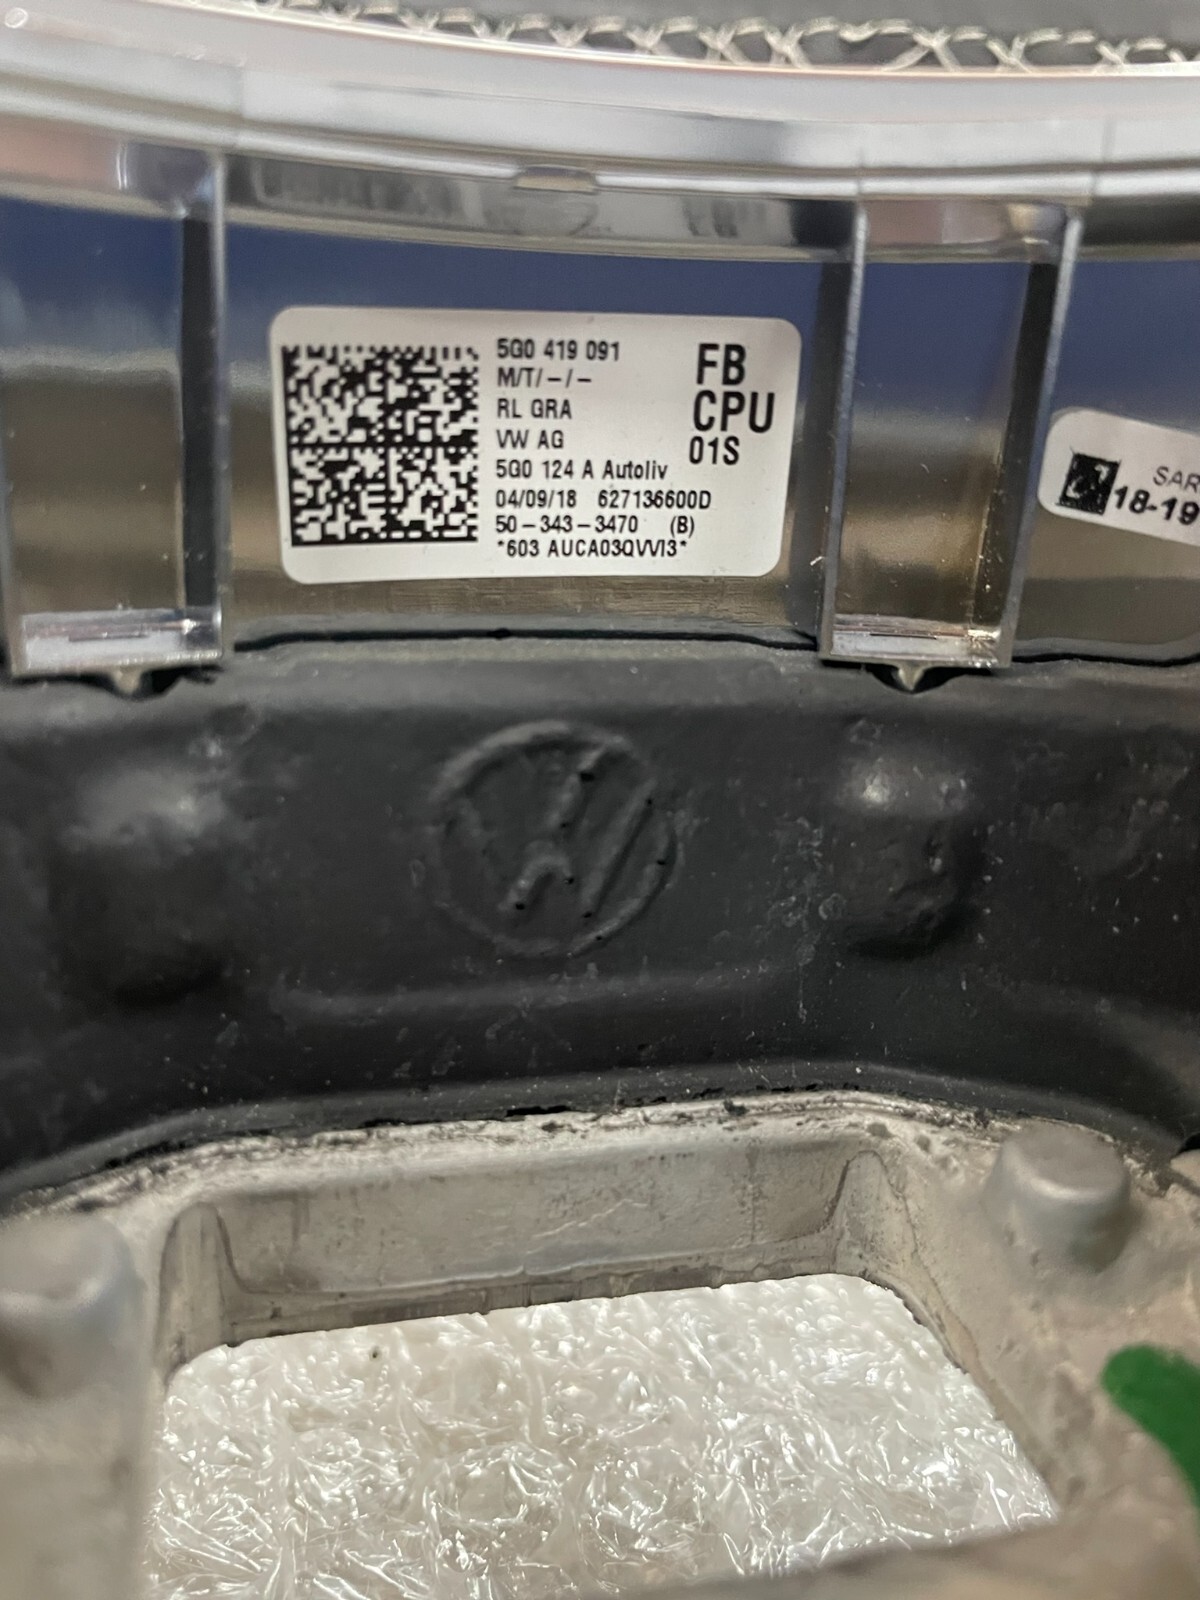 5G0 419 091
M/T/-/-
RL GRA
VW AG
5G0 124 A Autoliv
04/09/18 627136600D
50-343-3470 (B)
*603 AUCA03QVVI3*
FB
CPU
01S
SAR
18-19